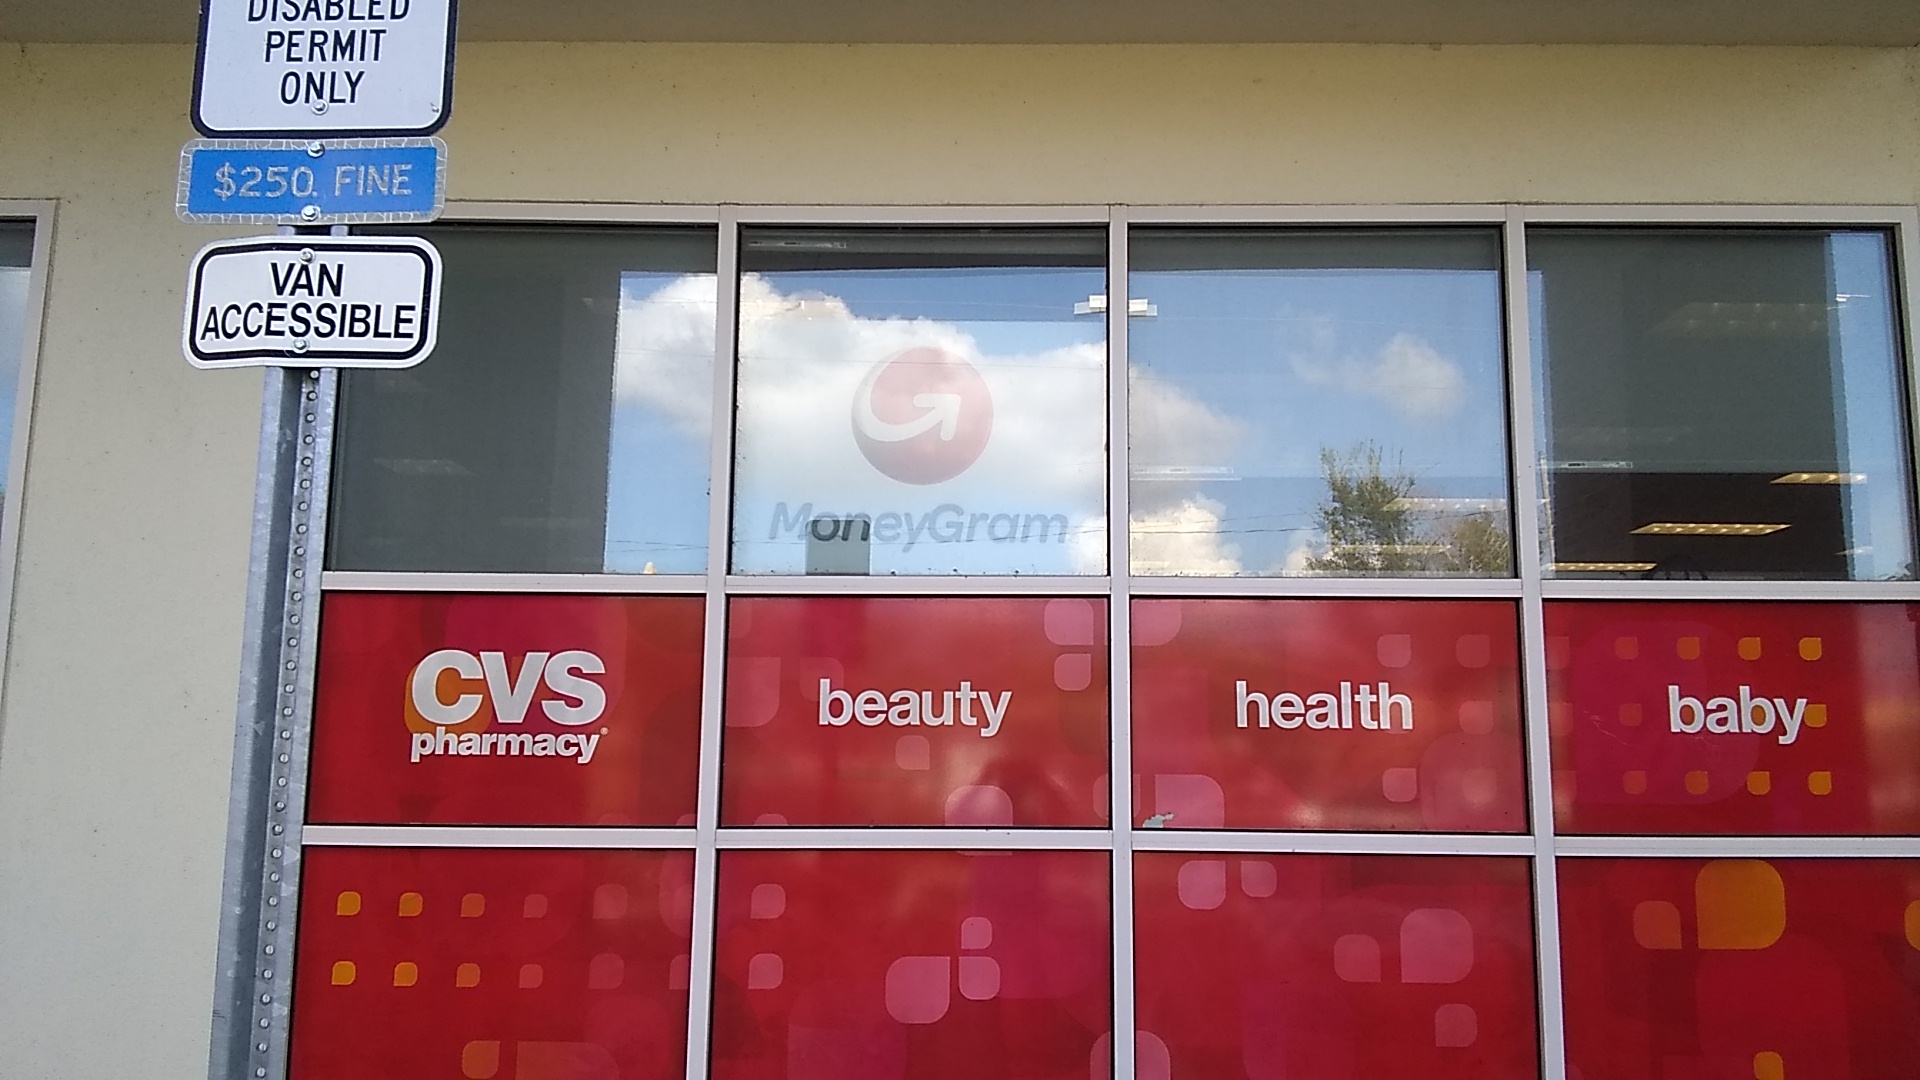 DISABLED
PERMIT
ONLY
$250. FINE
VAN
ACCESSIBLE
MoneyGram
CVS
pharmacy
beauty
health
baby